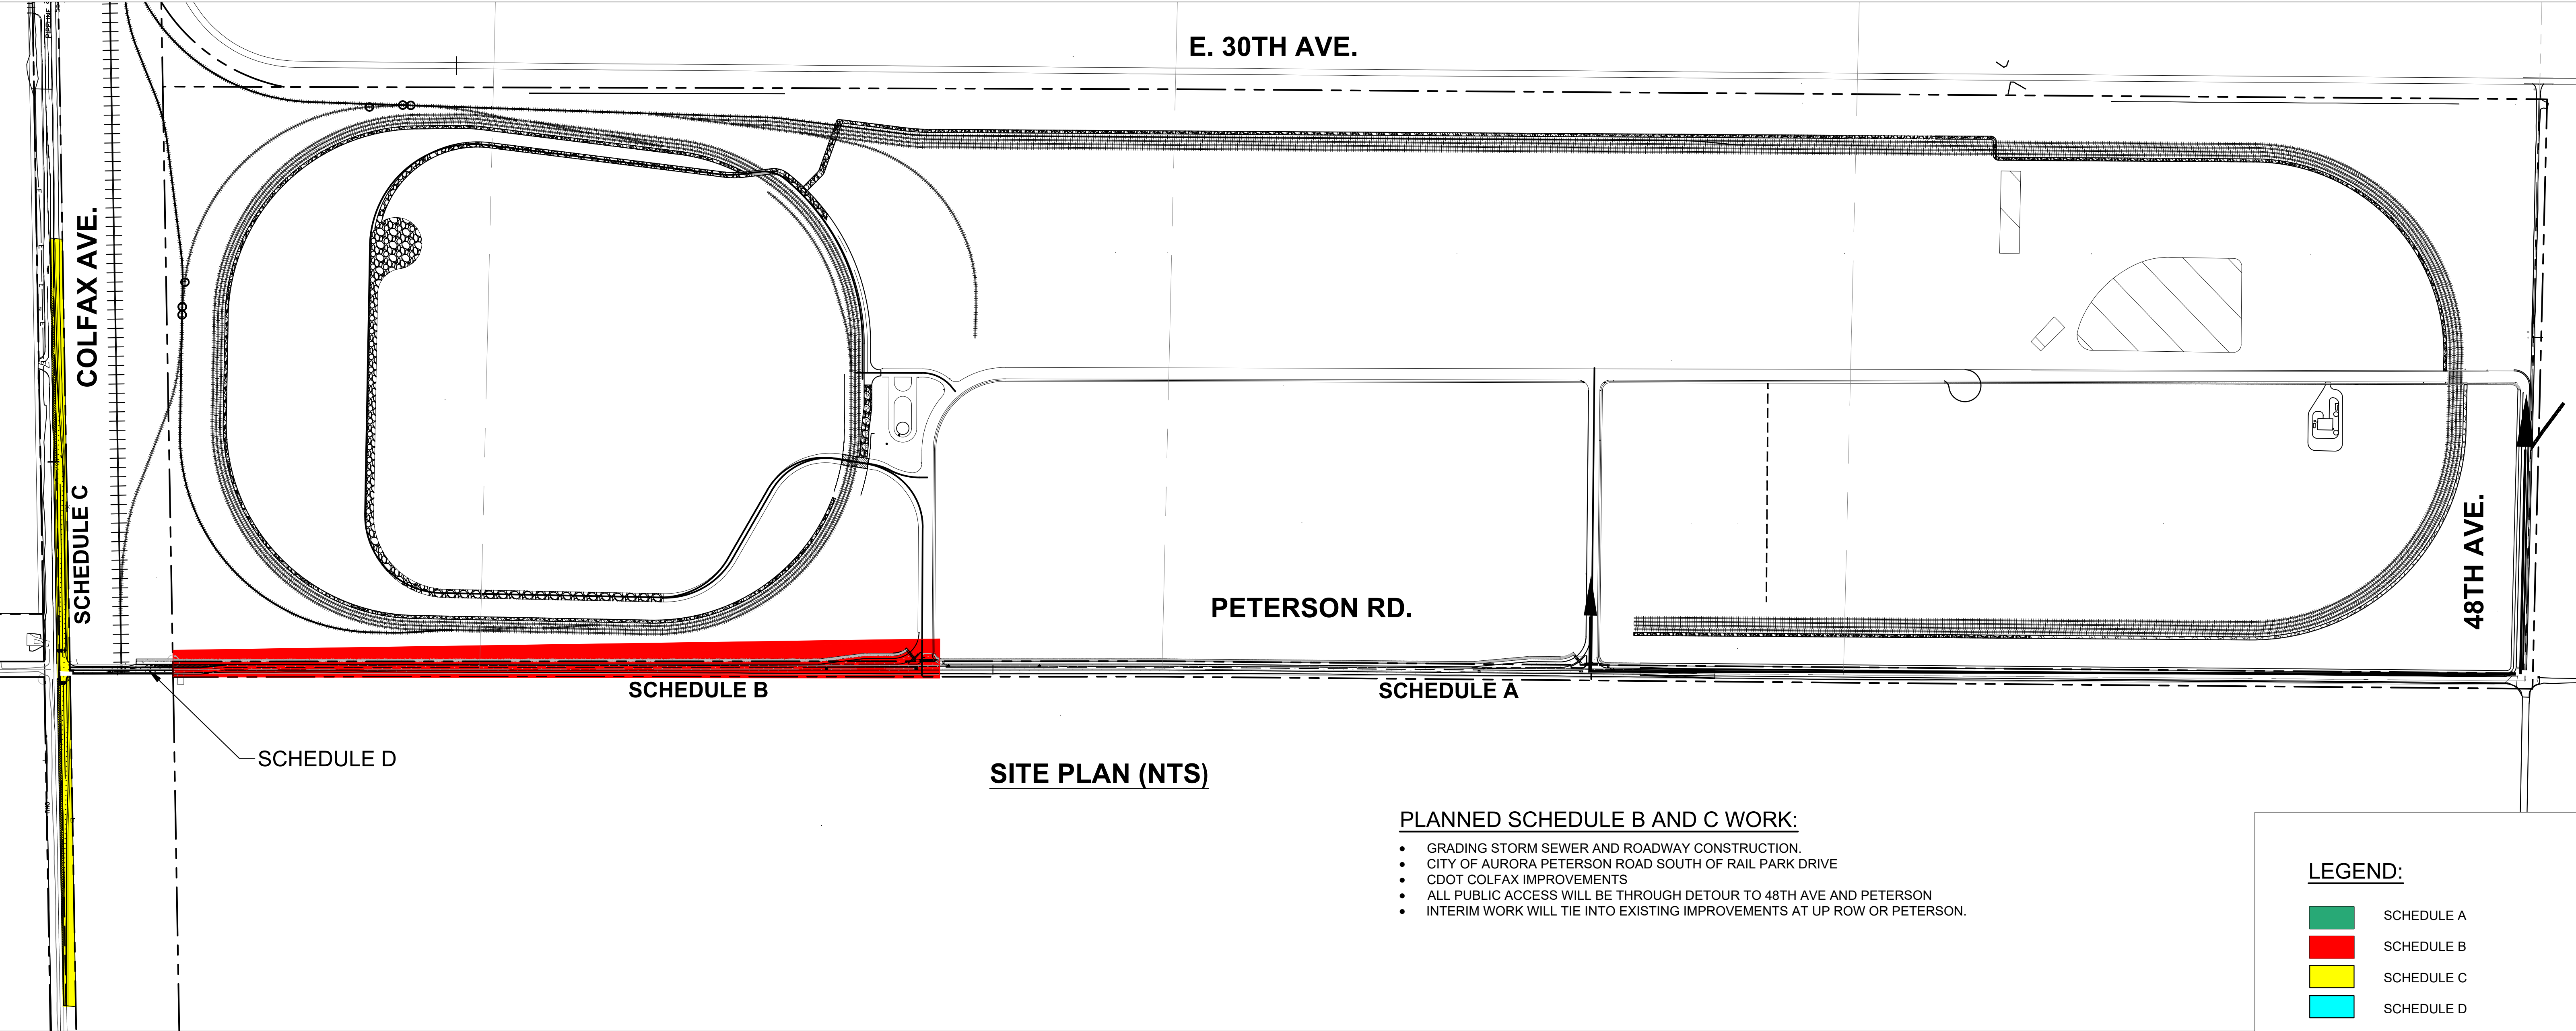 E. 30TH AVE.
COLFAX AVE.
SCHEDULE C
PETERSON RD.
48TH AVE.
SCHEDULE B
SCHEDULE A
SCHEDULE D
SITE PLAN (NTS)
PLANNED SCHEDULE B AND C WORK:
• GRADING STORM SEWER AND ROADWAY CONSTRUCTION.
• CITY OF AURORA PETERSON ROAD SOUTH OF RAIL PARK DRIVE
• CDOT COLFAX IMPROVEMENTS
• ALL PUBLIC ACCESS WILL BE THROUGH DETOUR TO 48TH AVE AND PETERSON
• INTERIM WORK WILL TIE INTO EXISTING IMPROVEMENTS AT UP ROW OR PETERSON.
LEGEND:
SCHEDULE A
SCHEDULE B
SCHEDULE C
SCHEDULE D
PIPELINE